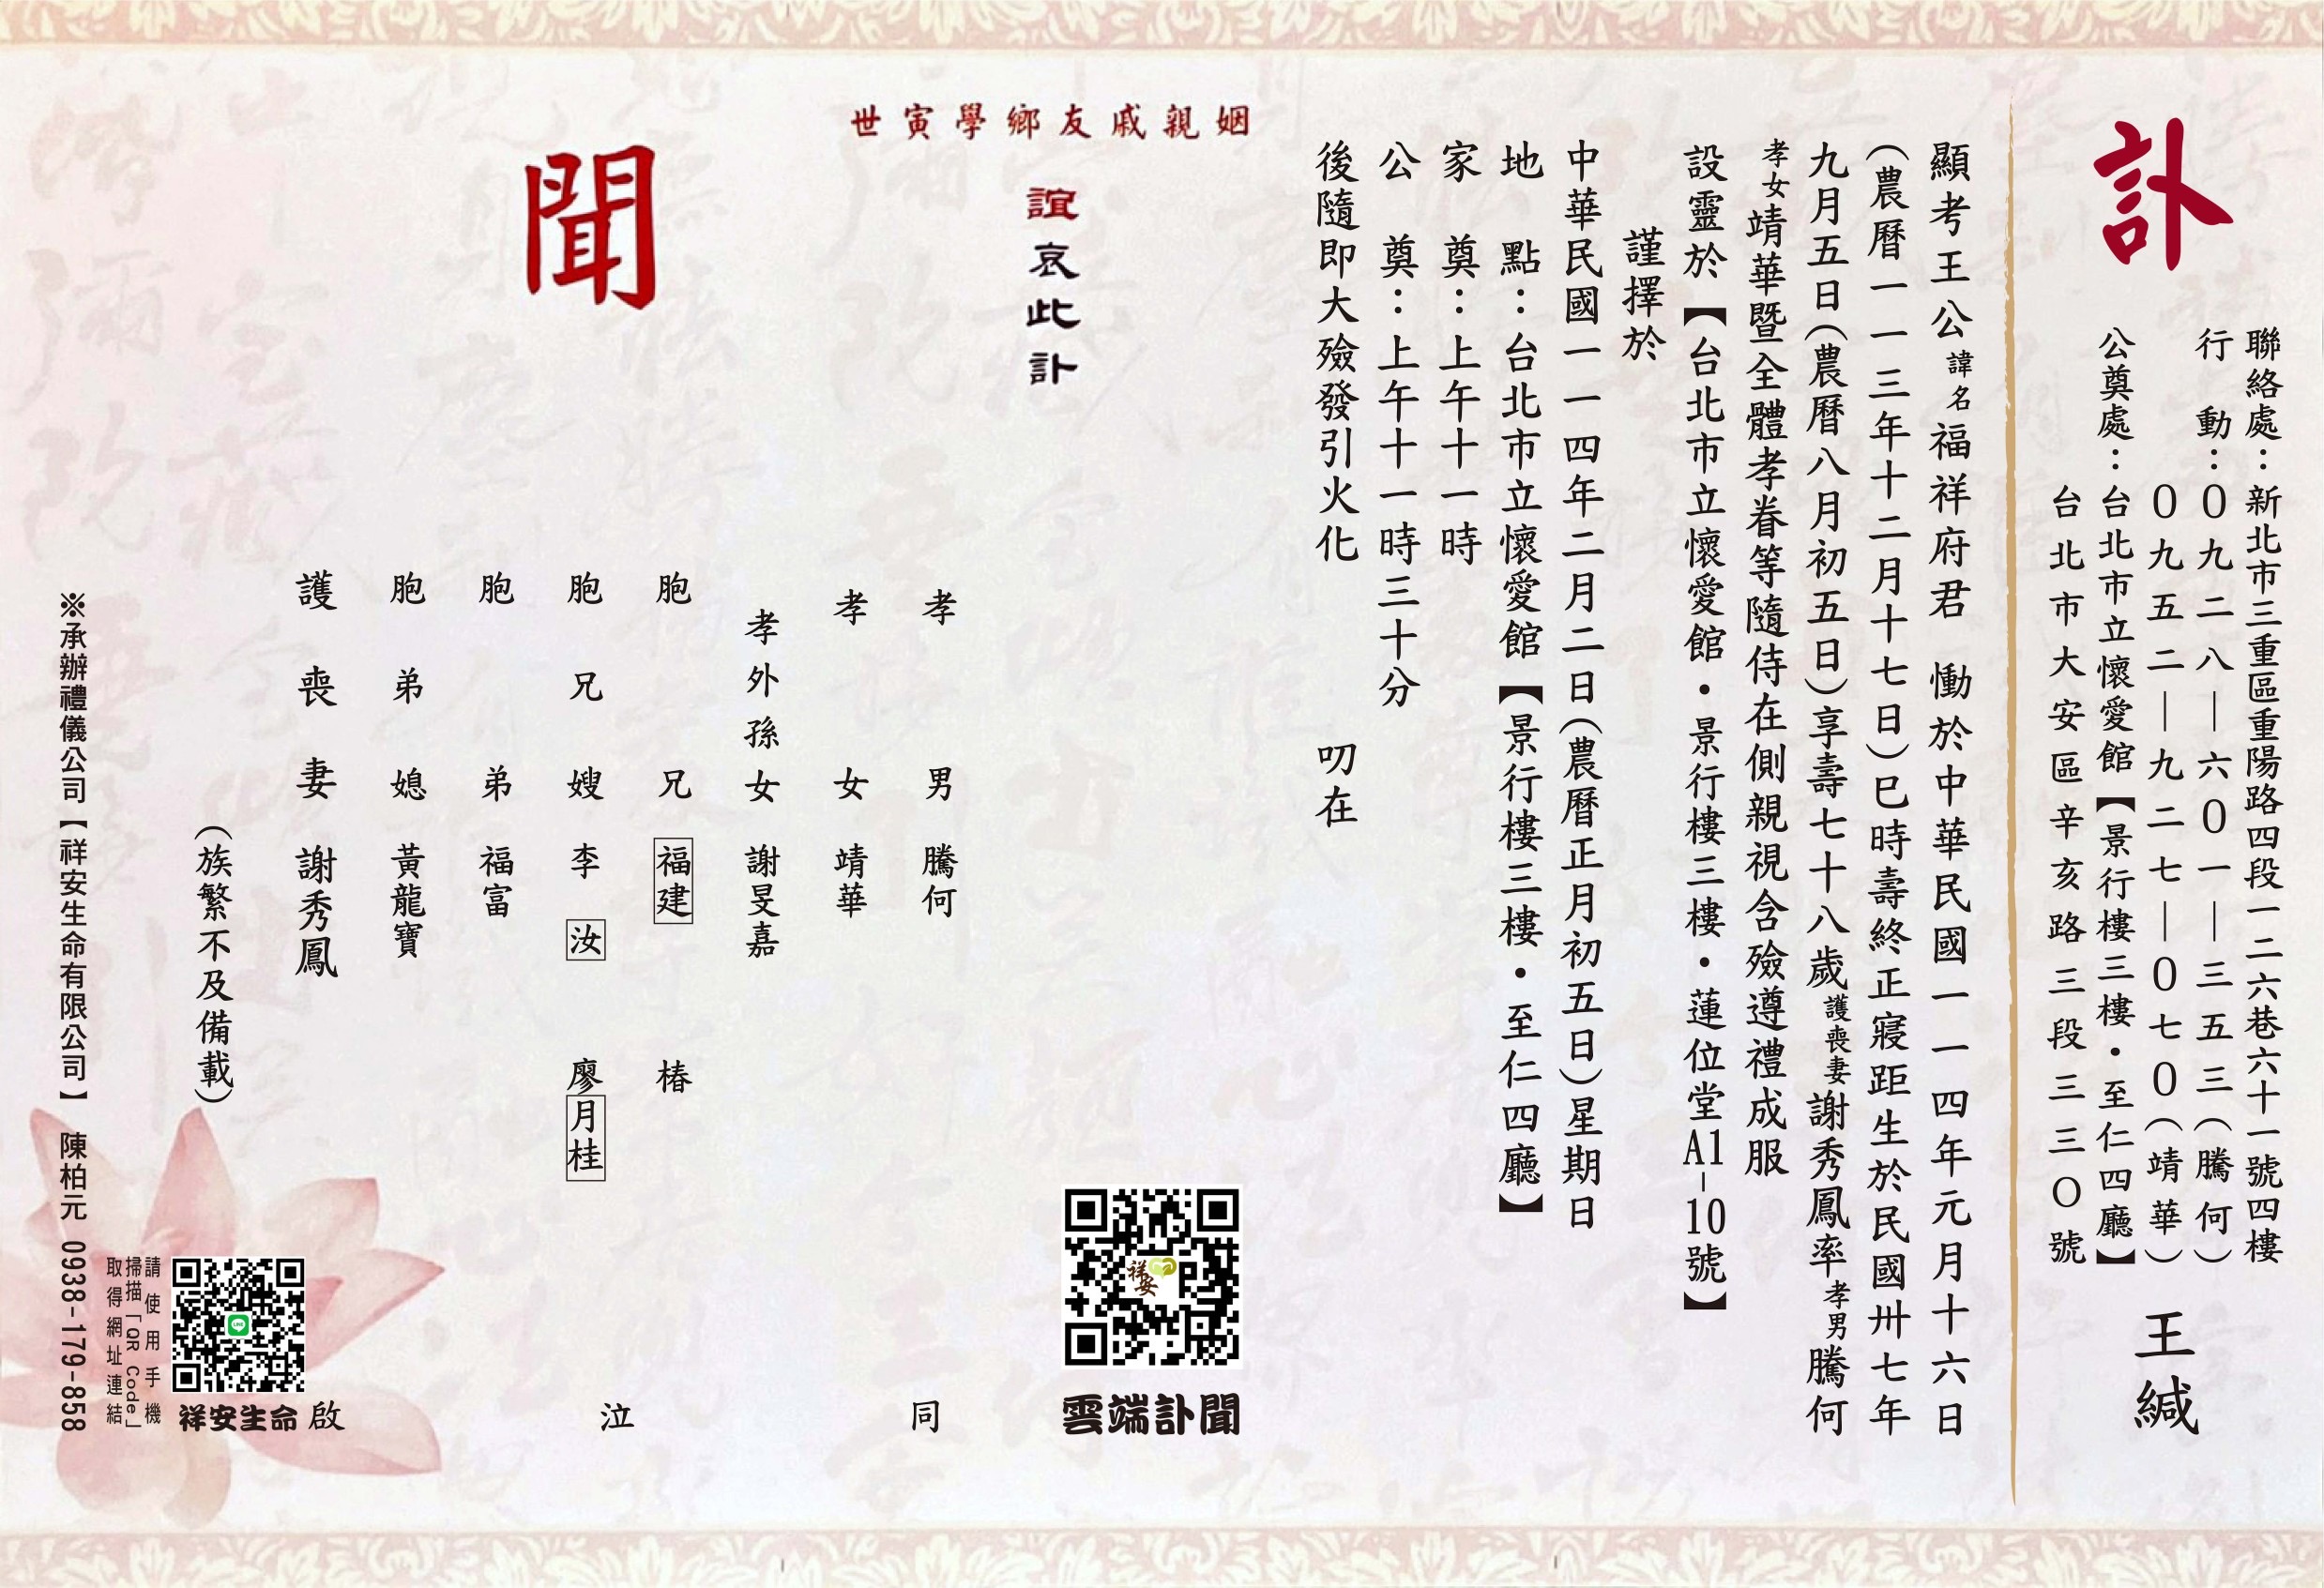 訃
聯絡處：新北市三重區重陽路四段一二六巷六十一號四樓
行　動：０九二八—六０一—三五三（騰何）
０九五二—九二七—０七０（靖華）
公奠處：台北市立懷愛館【景行樓三樓・至仁四廳】
台北市大安區辛亥路三段三三○號
王緘
顯考王公諱名福祥府君　慟於中華民國一一四年元月十六日
（農曆一一三年十二月十七日）巳時壽終正寢距生於民國卅七年
九月五日（農曆八月初五日）享壽七十八歲護喪妻謝秀鳳率孝男騰何
孝女靖華暨全體孝眷等隨侍在側親視含殮遵禮成服
設靈於【台北市立懷愛館・景行樓三樓・蓮位堂A1-10號】
謹擇於
中華民國一一四年二月二日（農曆正月初五日）星期日
地　點：台北市立懷愛館【景行樓三樓・至仁四廳】
家　奠：上午十一時
公　奠：上午十一時三十分
後隨即大殮發引火化　叨在
姻親戚友鄉學寅世
誼哀此訃
聞
雲端訃聞
孝男　騰何
孝女　靖華
孝外孫女　謝旻嘉
胞兄　福建　椿
胞兄嫂　李汝　廖月桂
胞弟　福富
胞弟媳　黃龍寶
護喪妻　謝秀鳳
同泣啟
（族繁不及備載）
祥安
LINE
祥安生命
請使用手機
掃描「QR Code」
取得網址連結
※承辦禮儀公司【祥安生命有限公司】　陳柏元　0938-179-858